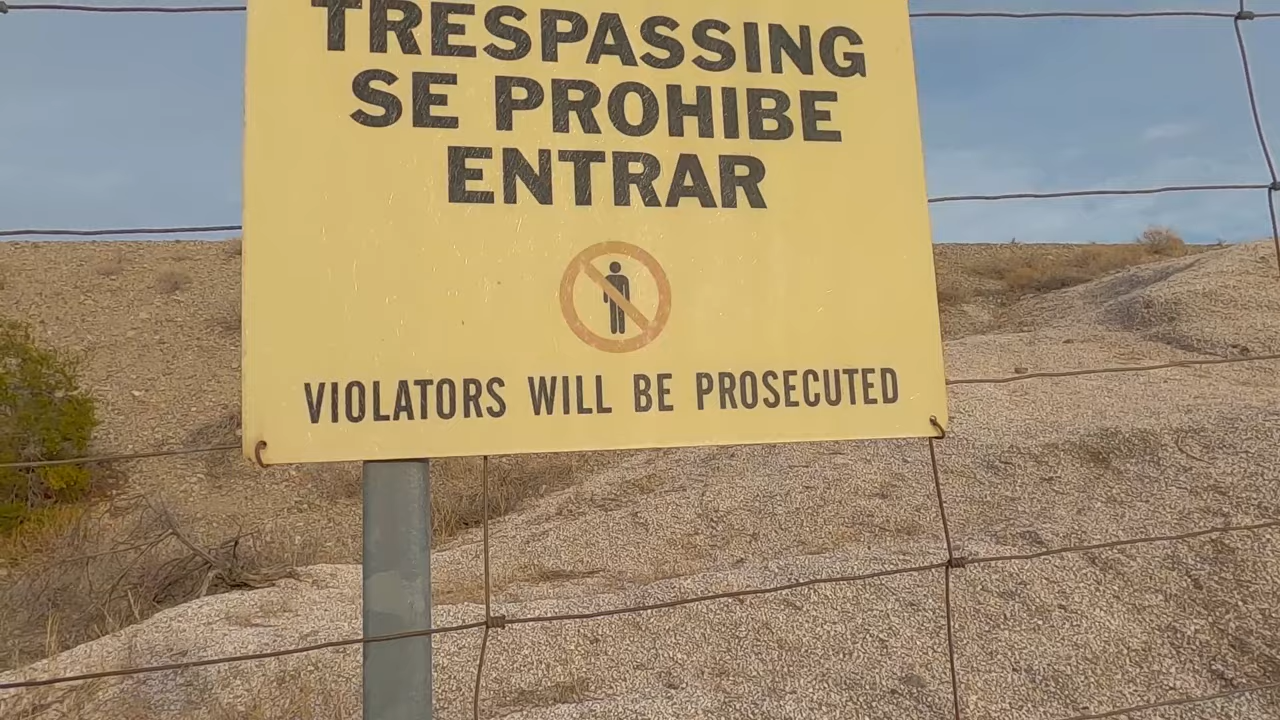 TRESPASSING
SE PROHIBE
ENTRAR
VIOLATORS WILL BE PROSECUTED